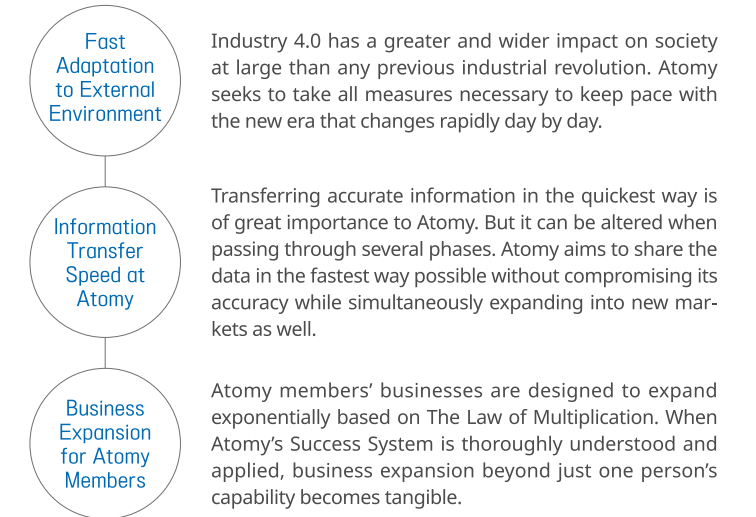 Fast
Adaptation
to External
Environment
Industry 4.0 has a greater and wider impact on society
at large than any previous industrial revolution. Atomy
seeks to take all measures necessary to keep pace with
the new era that changes rapidly day by day.
Information
Transfer
Speed at
Atomy
Transferring accurate information in the quickest way is
of great importance to Atomy. But it can be altered when
passing through several phases. Atomy aims to share the
data in the fastest way possible without compromising its
accuracy while simultaneously expanding into new mar-
kets as well.
Business
Expansion
for Atomy
Members
Atomy members’ businesses are designed to expand
exponentially based on The Law of Multiplication. When
Atomy’s Success System is thoroughly understood and
applied, business expansion beyond just one person’s
capability becomes tangible.